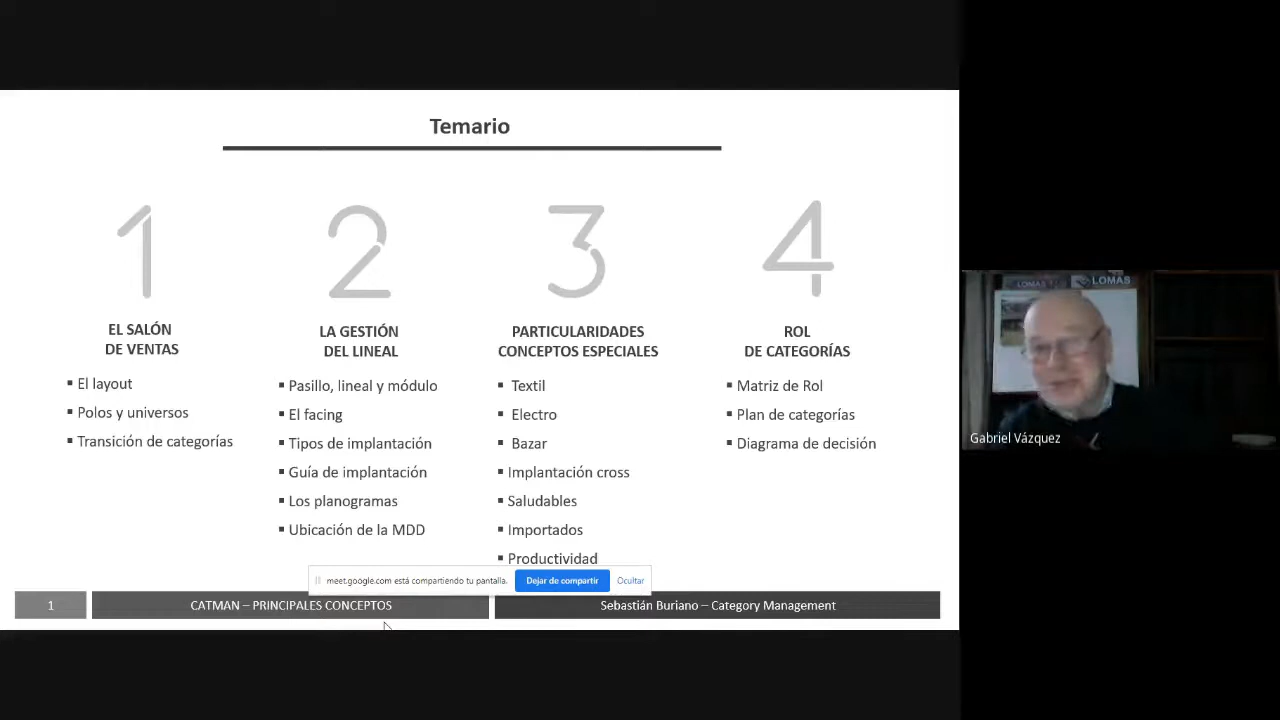 Temario
1
2
3
4
EL SALÓN
DE VENTAS
▪ El layout
▪ Polos y universos
▪ Transición de categorías
LA GESTIÓN
DEL LINEAL
▪ Pasillo, lineal y módulo
▪ El facing
▪ Tipos de implantación
▪ Guía de implantación
▪ Los planogramas
▪ Ubicación de la MDD
PARTICULARIDADES
CONCEPTOS ESPECIALES
▪ Textil
▪ Electro
▪ Bazar
▪ Implantación cross
▪ Saludables
▪ Importados
▪ Productividad
ROL
DE CATEGORÍAS
▪ Matriz de Rol
▪ Plan de categorías
▪ Diagrama de decisión
meet.google.com está compartiendo tu pantalla.
Dejar de compartir
Ocultar
1
CATMAN – PRINCIPALES CONCEPTOS
Sebastián Buriano – Category Management
LOMAS
LOMAS
Gabriel Vázquez